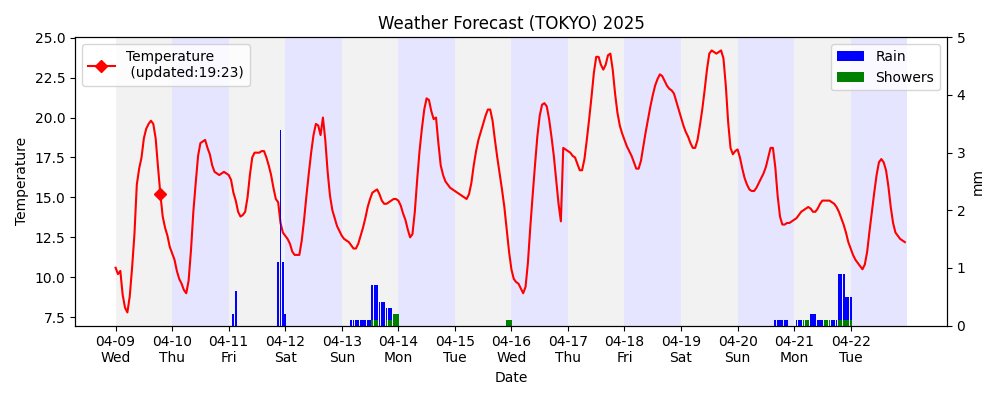 Weather Forecast (TOKYO) 2025
Temperature
(updated:19:23)
Rain
Showers
25.0
22.5
20.0
17.5
15.0
12.5
10.0
7.5
Temperature
5
4
3
2
1
0
mm
04-09 04-10 04-11 04-12 04-13 04-14 04-15 04-16 04-17 04-18 04-19 04-20 04-21 04-22
Wed Thu Fri Sat Sun Mon Tue Wed Thu Fri Sat Sun Mon Tue
Date